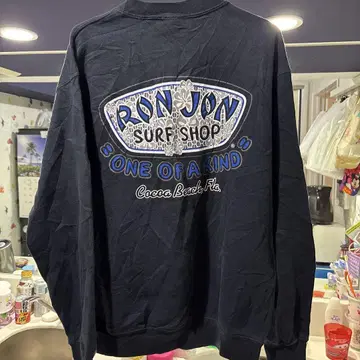 RON JON
SURF SHOP
"ONE OF A KIND"
Cocoa Beach, Fla.